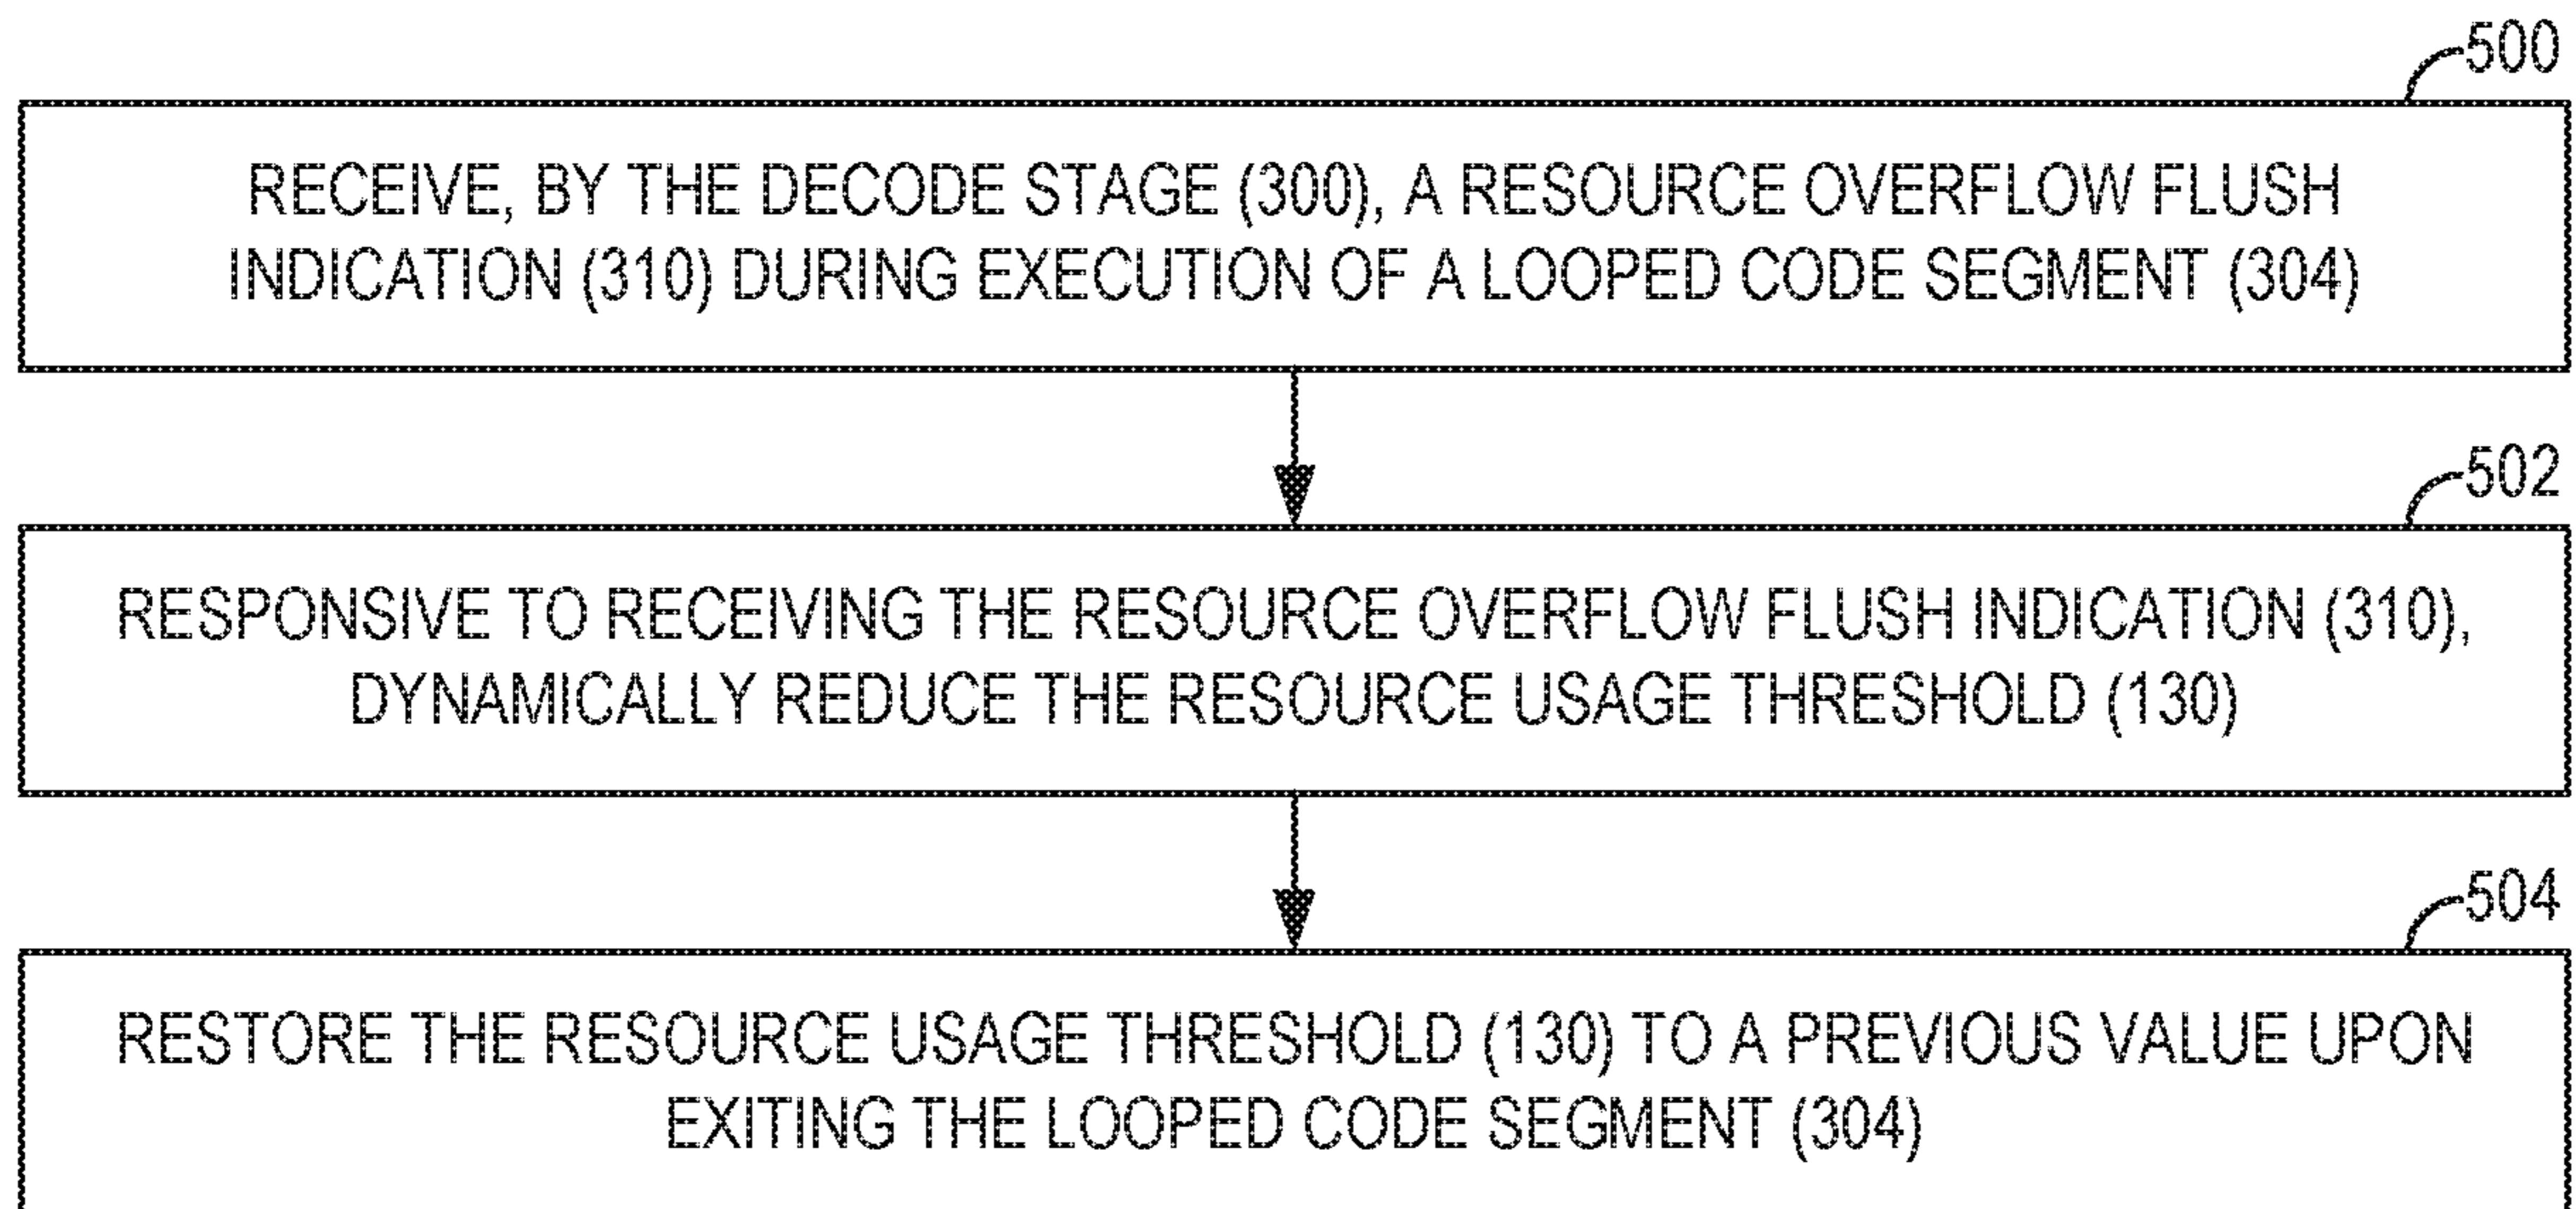 500
RECEIVE, BY THE DECODE STAGE (300), A RESOURCE OVERFLOW FLUSH
INDICATION (310) DURING EXECUTION OF A LOOPED CODE SEGMENT (304)
502
RESPONSIVE TO RECEIVING THE RESOURCE OVERFLOW FLUSH INDICATION (310),
DYNAMICALLY REDUCE THE RESOURCE USAGE THRESHOLD (130)
504
RESTORE THE RESOURCE USAGE THRESHOLD (130) TO A PREVIOUS VALUE UPON
EXITING THE LOOPED CODE SEGMENT (304)